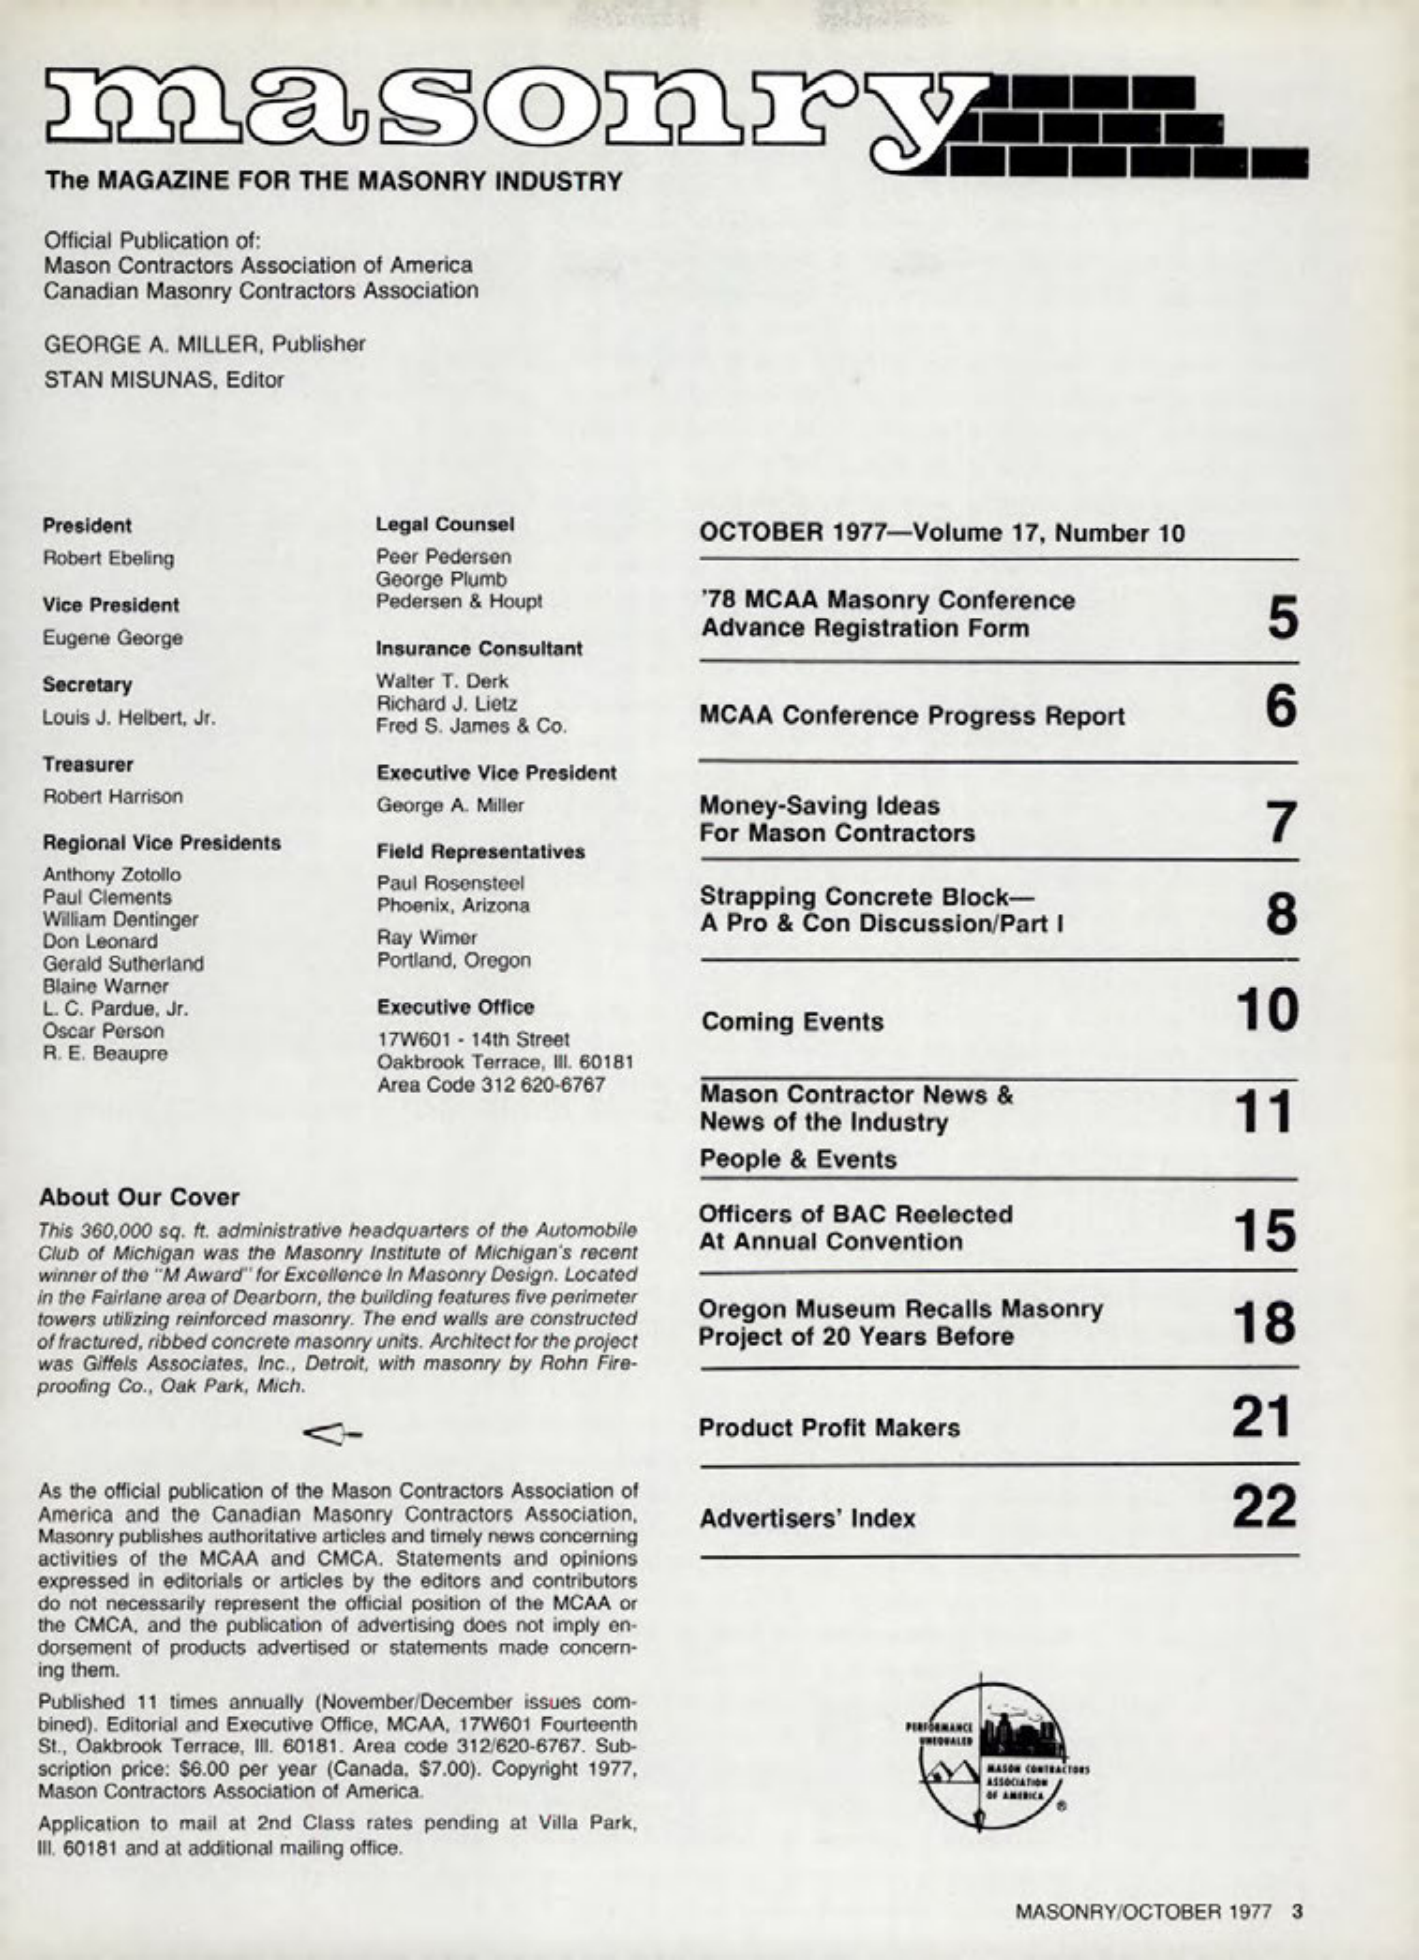 masonry
The MAGAZINE FOR THE MASONRY INDUSTRY
Official Publication of:
Mason Contractors Association of America
Canadian Masonry Contractors Association
GEORGE A. MILLER, Publisher
STAN MISUNAS, Editor
President
Robert Ebeling
Vice President
Eugene George
Secretary
Louis J. Helbert, Jr.
Treasurer
Robert Harrison
Regional Vice Presidents
Anthony Zotollo
Paul Clements
William Dentinger
Don Leonard
Gerald Sutherland
Blaine Warner
L. C. Pardue, Jr.
Oscar Person
R. E. Beaupre
Legal Counsel
Peer Pedersen
George Plumb
Pedersen & Houpt
Insurance Consultant
Walter T. Derk
Richard J. Lietz
Fred S. James & Co.
Executive Vice President
George A. Miller
Field Representatives
Paul Rosensteel
Phoenix, Arizona
Ray Wimer
Portland, Oregon
Executive Office
17W601 - 14th Street
Oakbrook Terrace, Ill. 60181
Area Code 312 620-6767
About Our Cover
This 360,000 sq. ft. administrative headquarters of the Automobile
Club of Michigan was the Masonry Institute of Michigan's recent
winner of the "M Award" for Excellence In Masonry Design. Located
in the Fairlane area of Dearborn, the building features five perimeter
towers utilizing reinforced masonry. The end walls are constructed
of fractured, ribbed concrete masonry units. Architect for the project
was Giffels Associates, Inc., Detroit, with masonry by Rohn Fire-
proofing Co., Oak Park, Mich.
As the official publication of the Mason Contractors Association of
America and the Canadian Masonry Contractors Association,
Masonry publishes authoritative articles and timely news concerning
activities of the MCAA and CMCA. Statements and opinions
expressed in editorials or articles by the editors and contributors
do not necessarily represent the official position of the MCAA or
the CMCA, and the publication of advertising does not imply en-
dorsement of products advertised or statements made concern-
ing them.
Published 11 times annually (November/December issues com-
bined). Editorial and Executive Office, MCAA, 17W601 Fourteenth
St., Oakbrook Terrace, Ill. 60181. Area code 312/620-6767. Sub-
scription price: $6.00 per year (Canada, $7.00). Copyright 1977,
Mason Contractors Association of America.
Application to mail at 2nd Class rates pending at Villa Park,
Ill. 60181 and at additional mailing office.
OCTOBER 1977—Volume 17, Number 10
'78 MCAA Masonry Conference
Advance Registration Form 5
MCAA Conference Progress Report 6
Money-Saving Ideas
For Mason Contractors 7
Strapping Concrete Block—
A Pro & Con Discussion/Part I 8
Coming Events 10
Mason Contractor News &
News of the Industry 11
People & Events
Officers of BAC Reelected
At Annual Convention 15
Oregon Museum Recalls Masonry
Project of 20 Years Before 18
Product Profit Makers 21
Advertisers' Index 22
PERFORMANCE
UNEQUALED
MASON CONTRACTORS
ASSOCIATION
OF AMERICA
®
MASONRY/OCTOBER 1977 3